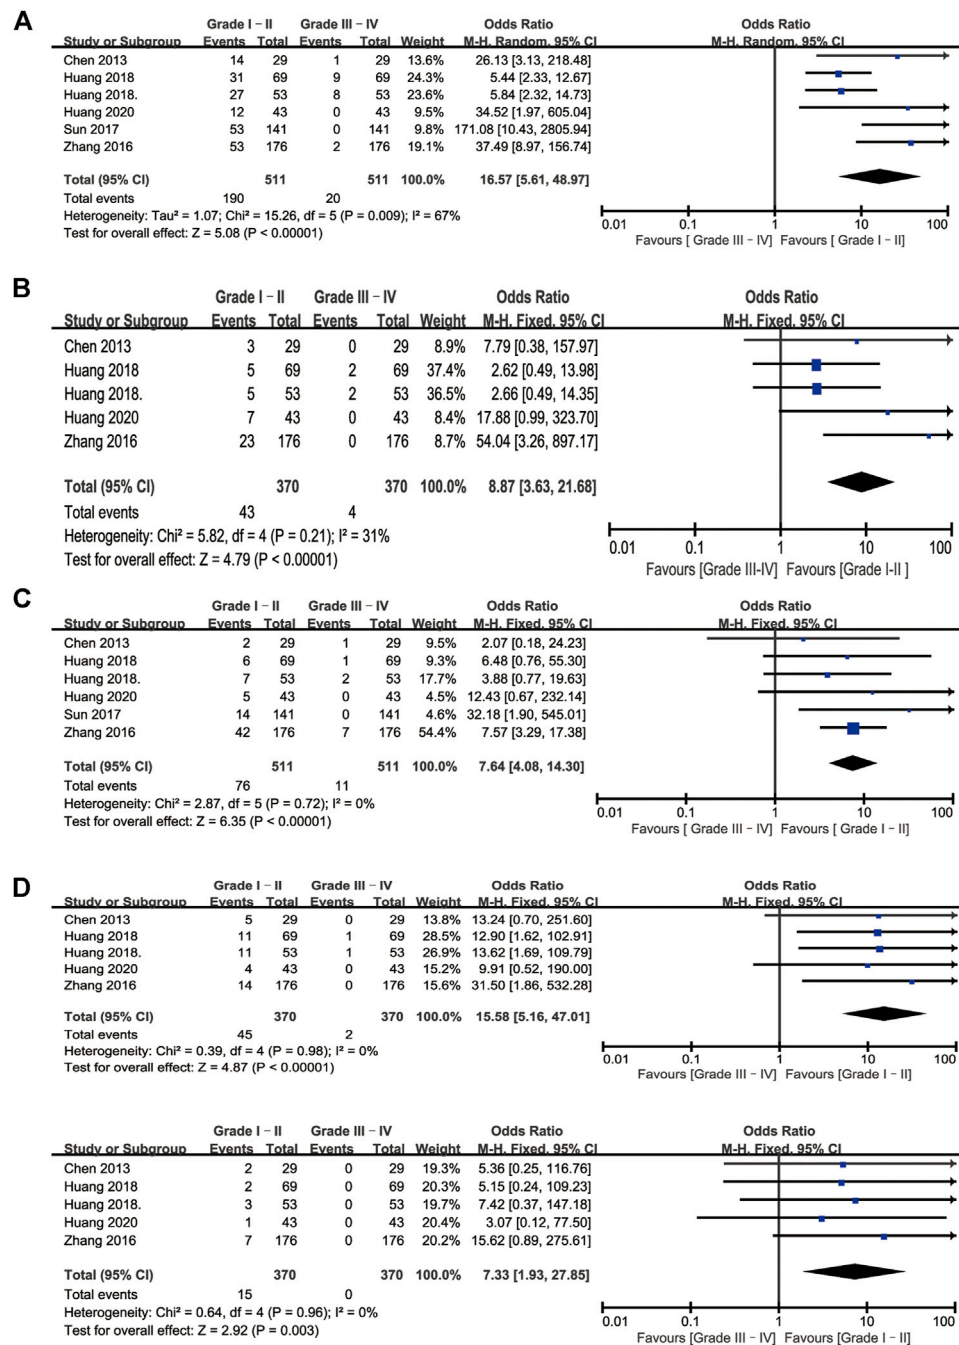 A
Grade I – II Grade III – IV Odds Ratio Odds Ratio
Study or Subgroup Events Total Events Total Weight M-H. Random. 95% CI M-H. Random. 95% CI
Chen 2013 14 29 1 29 13.6% 26.13 [3.13, 218.48]
Huang 2018 31 69 9 69 24.3% 5.44 [2.33, 12.67]
Huang 2018. 27 53 8 53 23.6% 5.84 [2.32, 14.73]
Huang 2020 12 43 0 43 9.5% 34.52 [1.97, 605.04]
Sun 2017 53 141 0 141 9.8% 171.08 [10.43, 2805.94]
Zhang 2016 53 176 2 176 19.1% 37.49 [8.97, 156.74]
Total (95% CI) 511 511 100.0% 16.57 [5.61, 48.97]
Total events 190 20
Heterogeneity: Tau² = 1.07; Chi² = 15.26, df = 5 (P = 0.009); I² = 67%
Test for overall effect: Z = 5.08 (P < 0.00001)
0.01 0.1 1 10 100
Favours [ Grade III – IV] Favours [ Grade I – II]
B
Grade I – II Grade III – IV Odds Ratio Odds Ratio
Study or Subgroup Events Total Events Total Weight M-H. Fixed. 95% CI M-H. Fixed. 95% CI
Chen 2013 3 29 0 29 8.9% 7.79 [0.38, 157.97]
Huang 2018 5 69 2 69 37.4% 2.62 [0.49, 13.98]
Huang 2018. 5 53 2 53 36.5% 2.66 [0.49, 14.35]
Huang 2020 7 43 0 43 8.4% 17.88 [0.99, 323.70]
Zhang 2016 23 176 0 176 8.7% 54.04 [3.26, 897.17]
Total (95% CI) 370 370 100.0% 8.87 [3.63, 21.68]
Total events 43 4
Heterogeneity: Chi² = 5.82, df = 4 (P = 0.21); I² = 31%
Test for overall effect: Z = 4.79 (P < 0.00001)
0.01 0.1 1 10 100
Favours [Grade III-IV] Favours [Grade I-II ]
C
Grade I – II Grade III – IV Odds Ratio Odds Ratio
Study or Subgroup Events Total Events Total Weight M-H. Fixed. 95% CI M-H. Fixed. 95% CI
Chen 2013 2 29 1 29 9.5% 2.07 [0.18, 24.23]
Huang 2018 6 69 1 69 9.3% 6.48 [0.76, 55.30]
Huang 2018. 7 53 2 53 17.7% 3.88 [0.77, 19.63]
Huang 2020 5 43 0 43 4.5% 12.43 [0.67, 232.14]
Sun 2017 14 141 0 141 4.6% 32.18 [1.90, 545.01]
Zhang 2016 42 176 7 176 54.4% 7.57 [3.29, 17.38]
Total (95% CI) 511 511 100.0% 7.64 [4.08, 14.30]
Total events 76 11
Heterogeneity: Chi² = 2.87, df = 5 (P = 0.72); I² = 0%
Test for overall effect: Z = 6.35 (P < 0.00001)
0.01 0.1 1 10 100
Favours [ Grade III – IV] Favours [ Grade I – II]
D
Grade I – II Grade III – IV Odds Ratio Odds Ratio
Study or Subgroup Events Total Events Total Weight M-H. Fixed. 95% CI M-H. Fixed. 95% CI
Chen 2013 5 29 0 29 13.8% 13.24 [0.70, 251.60]
Huang 2018 11 69 1 69 28.5% 12.90 [1.62, 102.91]
Huang 2018. 11 53 1 53 26.9% 13.62 [1.69, 109.79]
Huang 2020 4 43 0 43 15.2% 9.91 [0.52, 190.00]
Zhang 2016 14 176 0 176 15.6% 31.50 [1.86, 532.28]
Total (95% CI) 370 370 100.0% 15.58 [5.16, 47.01]
Total events 45 2
Heterogeneity: Chi² = 0.39, df = 4 (P = 0.98); I² = 0%
Test for overall effect: Z = 4.87 (P < 0.00001)
0.01 0.1 1 10 100
Favours [Grade III – IV] Favours [Grade I – II]
Grade I – II Grade III – IV Odds Ratio Odds Ratio
Study or Subgroup Events Total Events Total Weight M-H. Fixed. 95% CI M-H. Fixed. 95% CI
Chen 2013 2 29 0 29 19.3% 5.36 [0.25, 116.76]
Huang 2018 2 69 0 69 20.3% 5.15 [0.24, 109.23]
Huang 2018. 3 53 0 53 19.7% 7.42 [0.37, 147.18]
Huang 2020 1 43 0 43 20.4% 3.07 [0.12, 77.50]
Zhang 2016 7 176 0 176 20.2% 15.62 [0.89, 275.61]
Total (95% CI) 370 370 100.0% 7.33 [1.93, 27.85]
Total events 15 0
Heterogeneity: Chi² = 0.64, df = 4 (P = 0.96); I² = 0%
Test for overall effect: Z = 2.92 (P = 0.003)
0.01 0.1 1 10 100
Favours [Grade III – IV] Favours [Grade I – II]